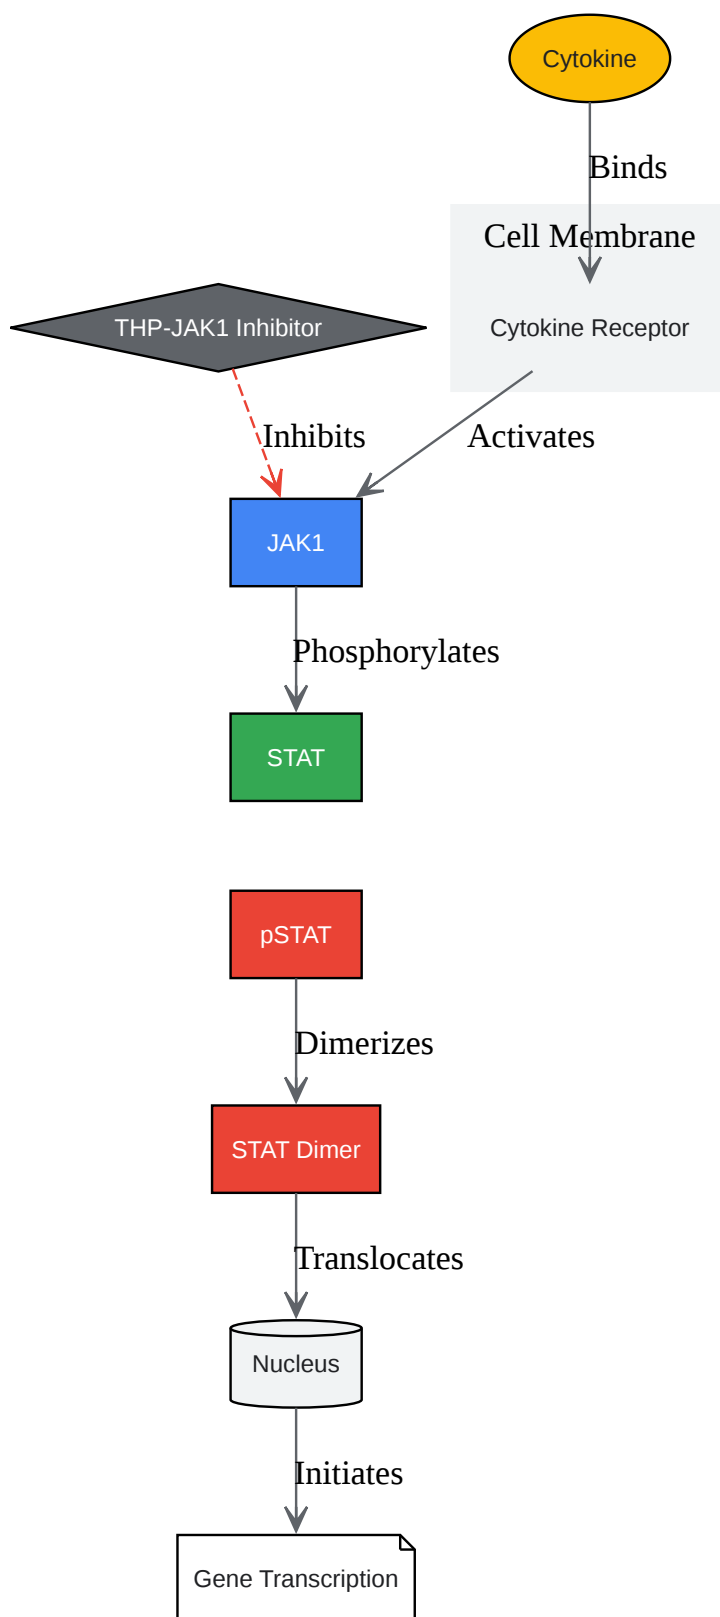 Cytokine
Binds
Cell Membrane
THP-JAK1 Inhibitor
Cytokine Receptor
Inhibits
Activates
JAK1
Phosphorylates
STAT
pSTAT
Dimerizes
STAT Dimer
Translocates
Nucleus
Initiates
Gene Transcription